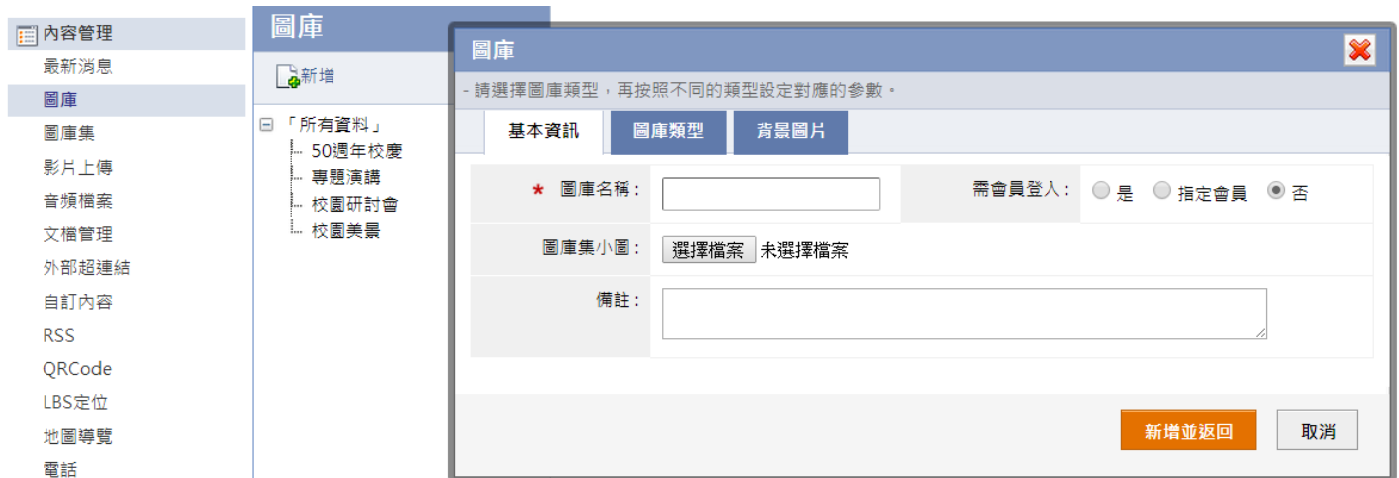 內容管理
最新消息
圖庫
圖庫集
影片上傳
音頻檔案
文檔管理
外部超連結
自訂內容
RSS
QRCode
LBS定位
地圖導覽
電話
圖庫
新增
「所有資料」
50週年校慶
專題演講
校園研討會
校園美景
圖庫
- 請選擇圖庫類型，再按照不同的類型設定對應的參數。
基本資訊 圖庫類型 背景圖片
* 圖庫名稱： 需會員登入： 是 指定會員 否
圖庫集小圖： 選擇檔案 未選擇檔案
備註：
新增並返回 取消